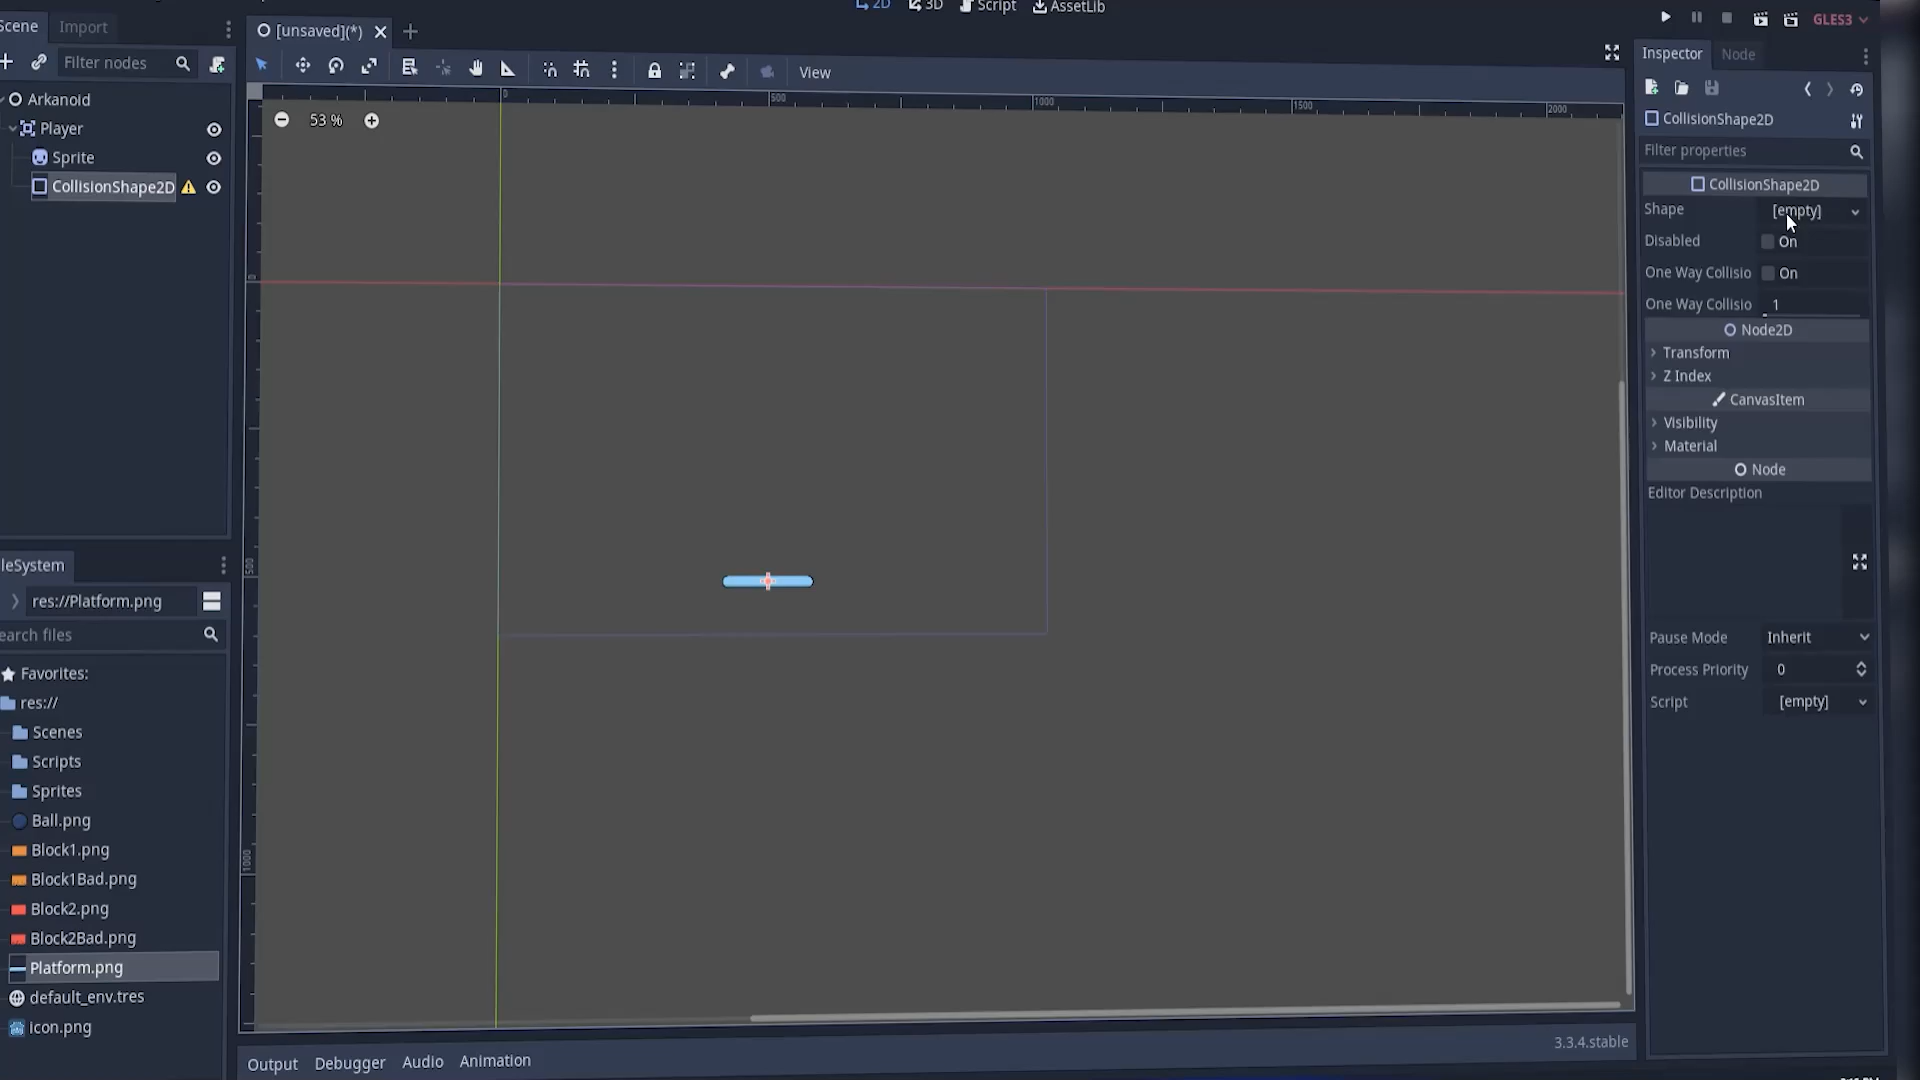 2D 3D Script AssetLib
GLES3
Scene Import
[unsaved](*)
Inspector Node
Filter nodes
View
Arkanoid
Player
Sprite
CollisionShape2D
53 %
0 500 1000 1500 2000
0
500
1000
CollisionShape2D
Filter properties
CollisionShape2D
Shape [empty]
Disabled On
One Way Collisio On
One Way Collisio 1
Node2D
Transform
Z Index
CanvasItem
Visibility
Material
Node
Editor Description
Pause Mode Inherit
Process Priority 0
Script [empty]
leSystem
res://Platform.png
earch files
Favorites:
res://
Scenes
Scripts
Sprites
Ball.png
Block1.png
Block1Bad.png
Block2.png
Block2Bad.png
Platform.png
default_env.tres
icon.png
Output Debugger Audio Animation
3.3.4.stable